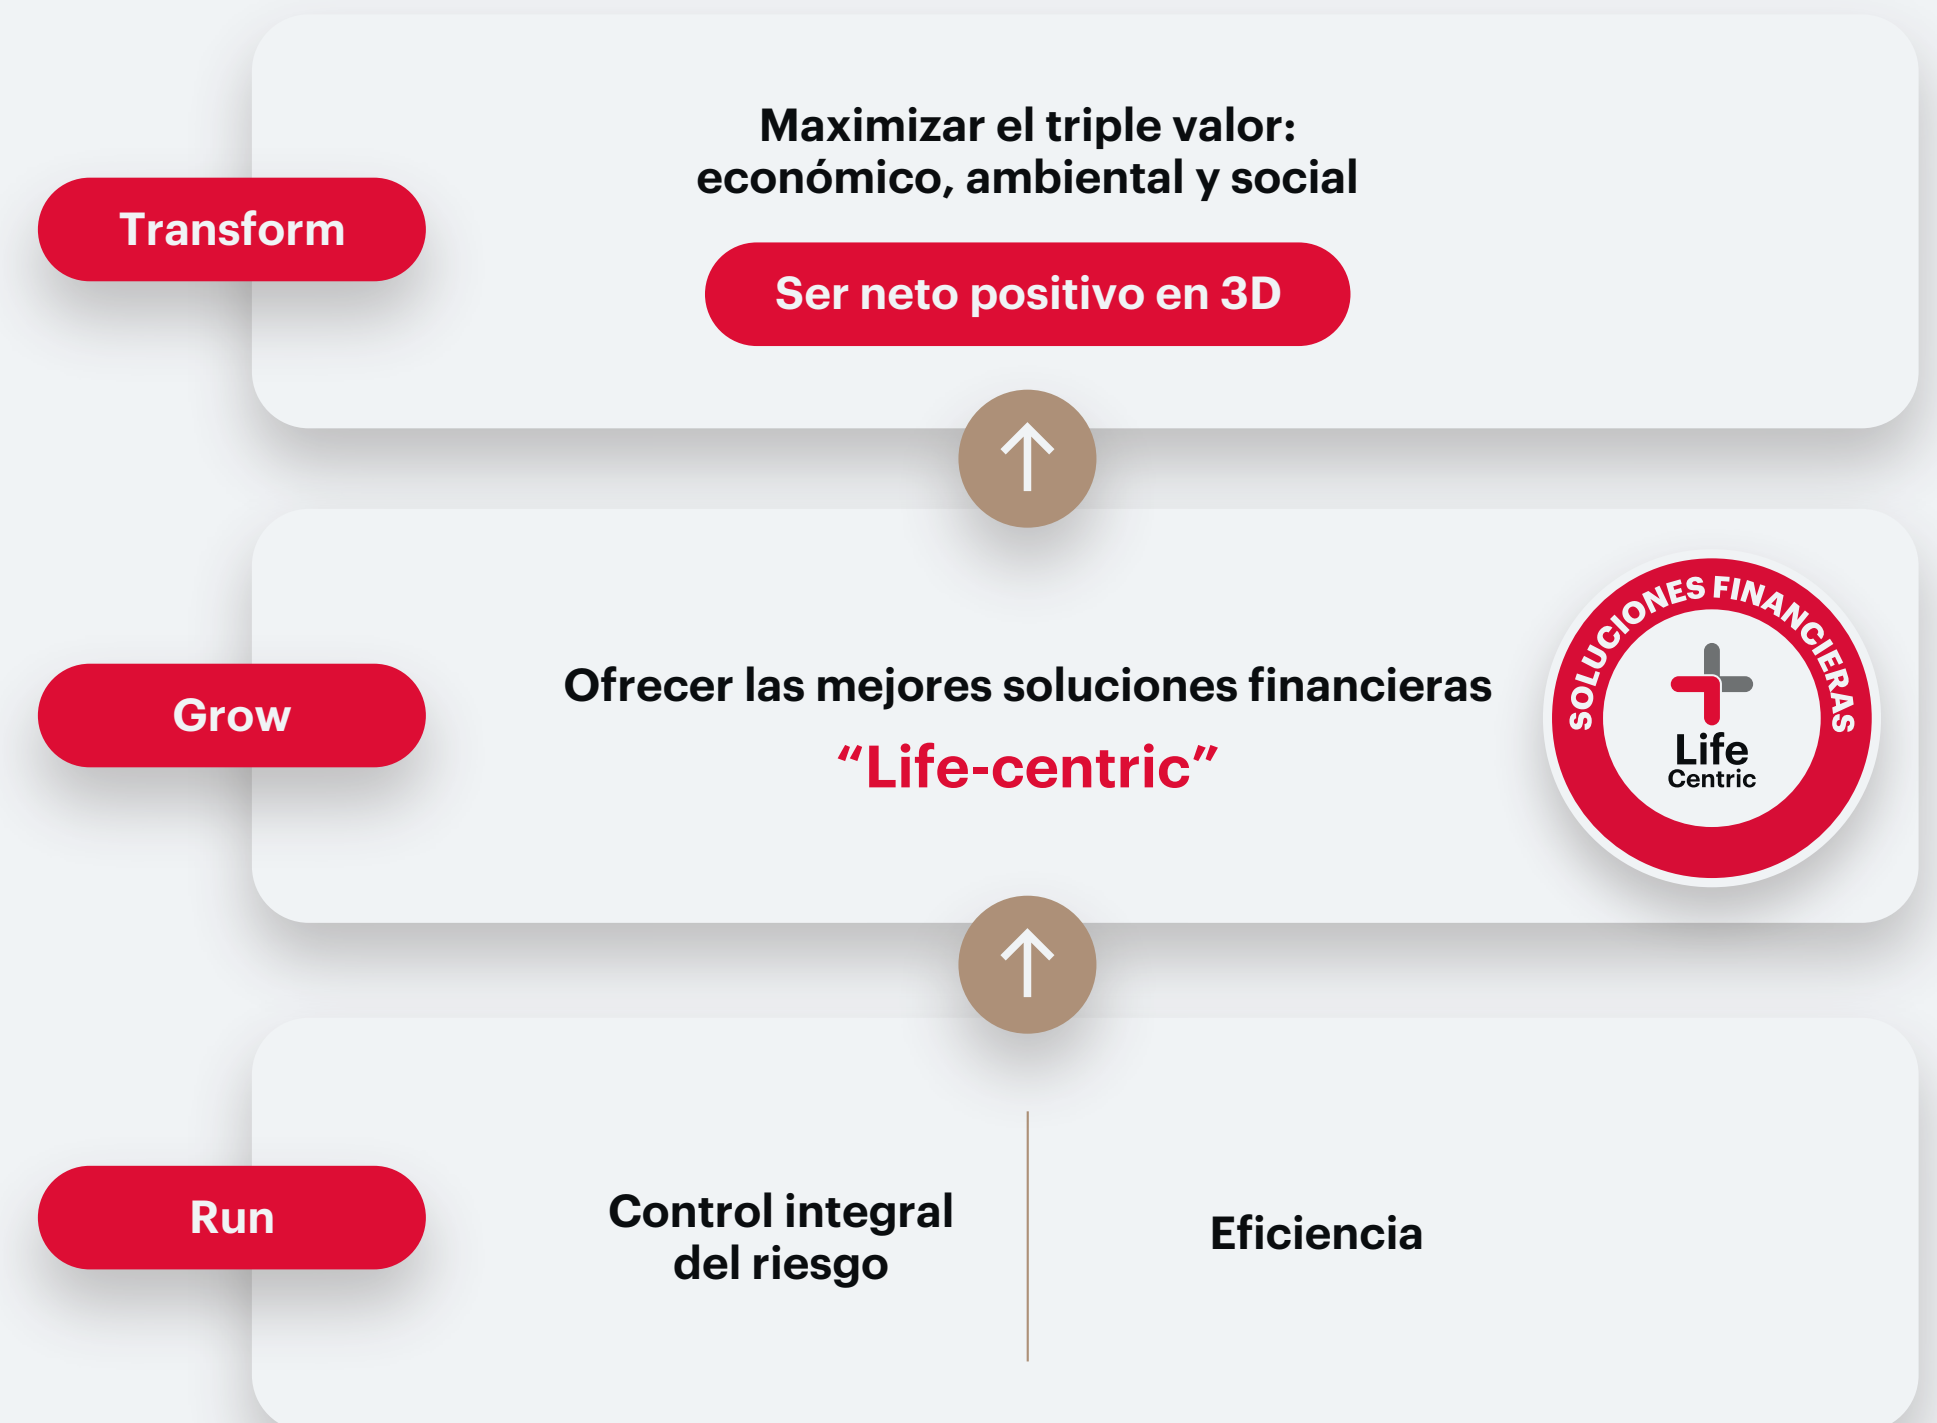 Transform
Maximizar el triple valor:
económico, ambiental y social
Ser neto positivo en 3D
Grow
Ofrecer las mejores soluciones financieras
“Life-centric”
SOLUCIONES FINANCIERAS
Life
Centric
Run
Control integral
del riesgo
Eficiencia